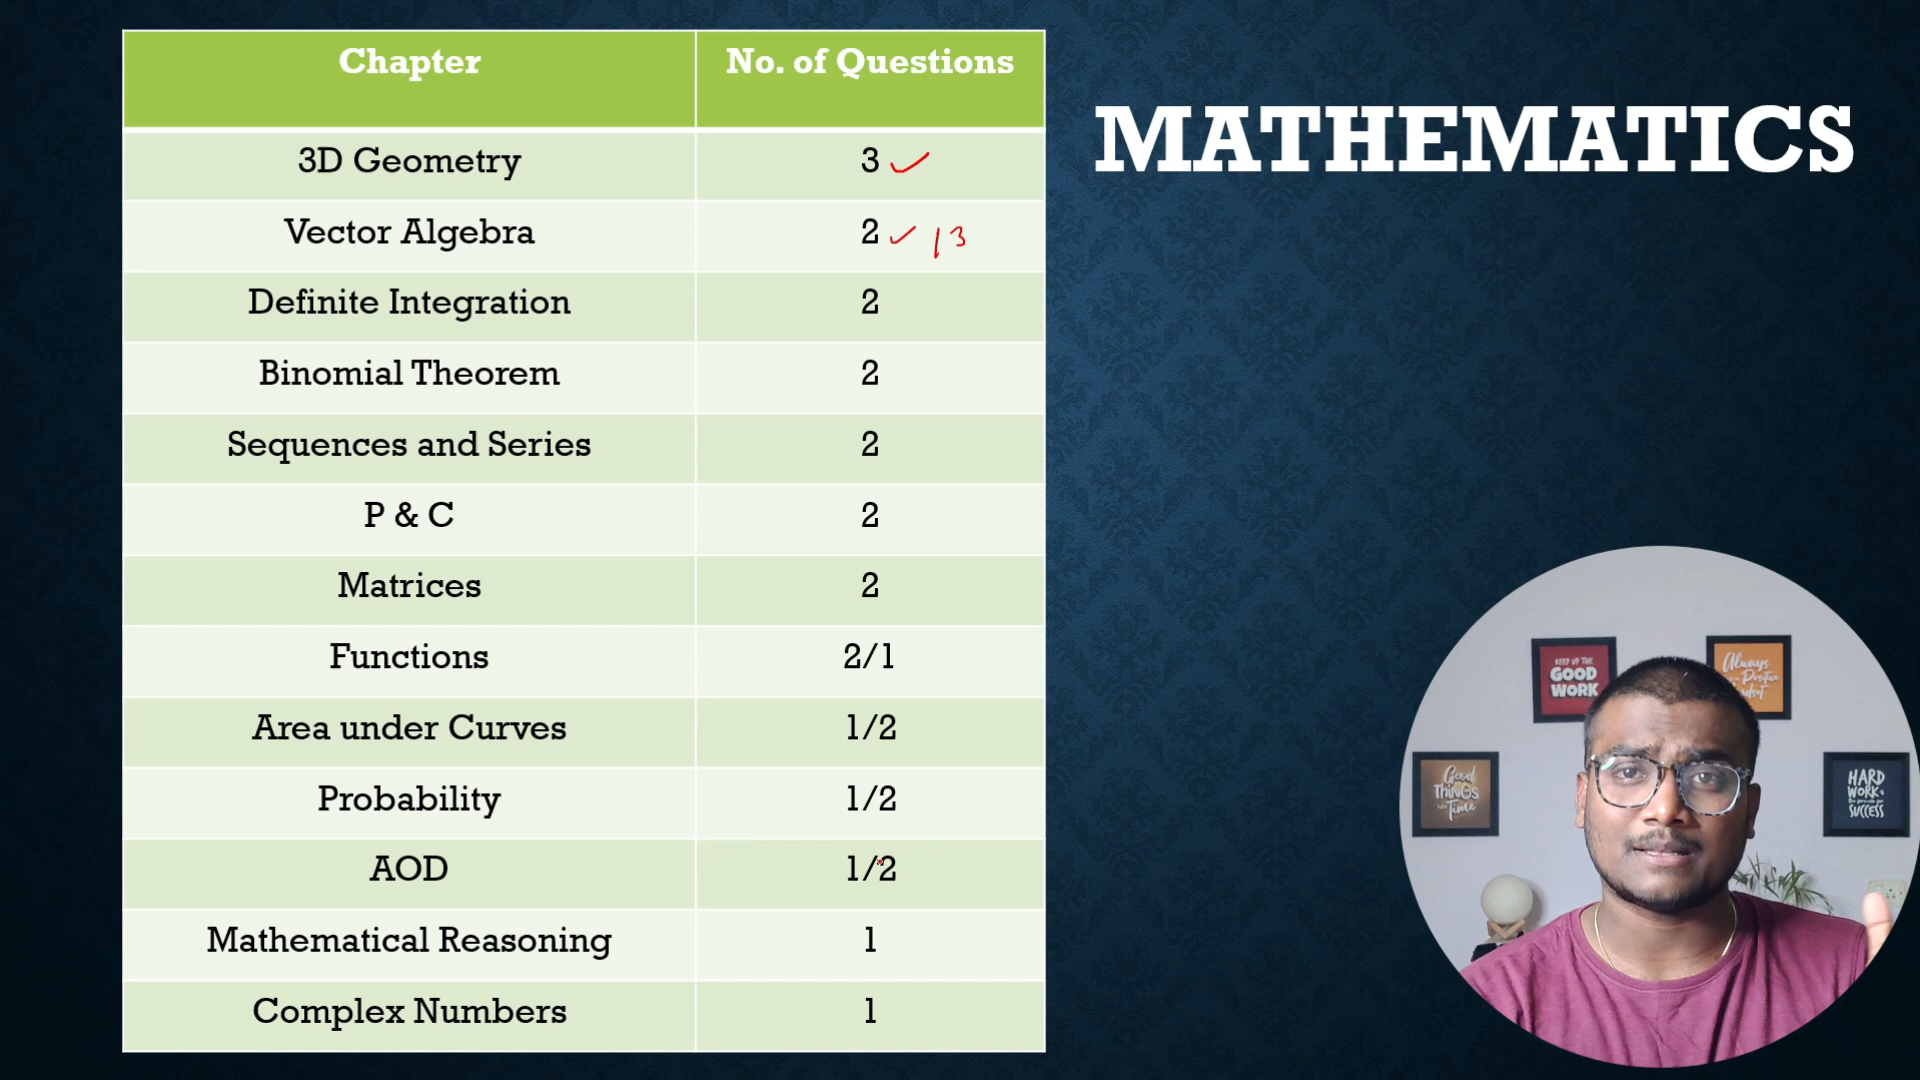 Chapter No. of Questions
MATHEMATICS
3D Geometry 3
Vector Algebra 2 /3
Definite Integration 2
Binomial Theorem 2
Sequences and Series 2
P & C 2
Matrices 2
Functions 2/1
Area under Curves 1/2
Probability 1/2
AOD 1/2
Mathematical Reasoning 1
Complex Numbers 1
KEEP UP THE
GOOD
WORK
Always
Positive
Good
THiNGS
Time
HARD
WORK
SUCCESS